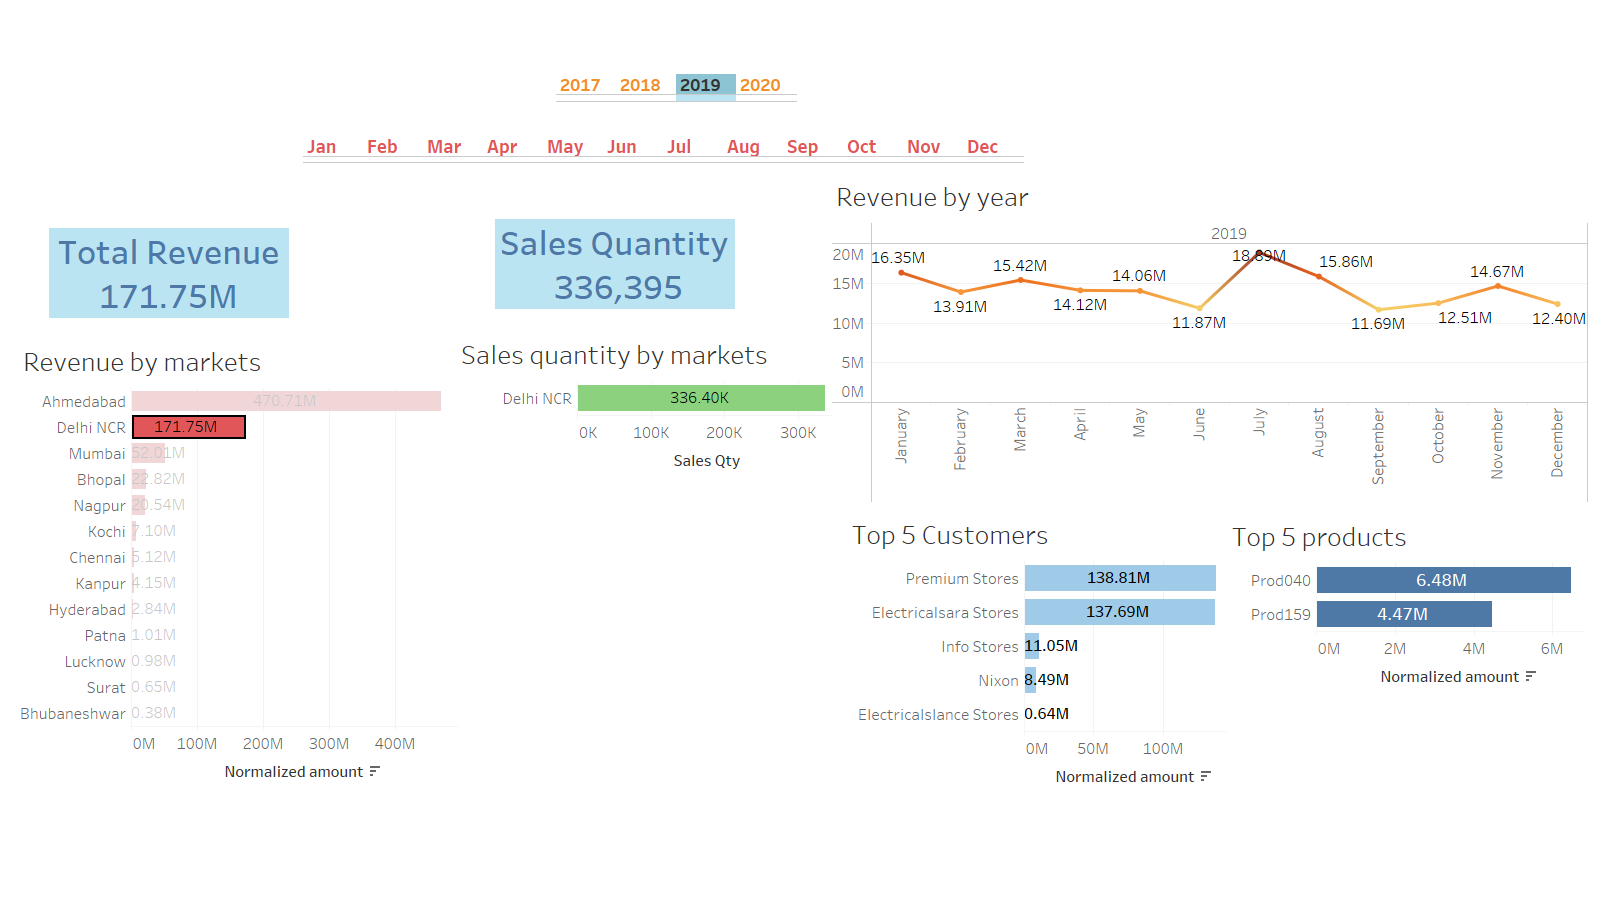 2017 2018 2019 2020
Jan Feb Mar Apr May Jun Jul Aug Sep Oct Nov Dec
Total Revenue
171.75M
Sales Quantity
336,395
Revenue by year
2019
20M
15M
10M
5M
0M
16.35M
13.91M
15.42M
14.12M
14.06M
11.87M
18.89M
15.86M
11.69M
12.51M
14.67M
12.40M
January
February
March
April
May
June
July
August
September
October
November
December
Revenue by markets
Ahmedabad 470.71M
Delhi NCR 171.75M
Mumbai 52.01M
Bhopal 22.82M
Nagpur 20.54M
Kochi 7.10M
Chennai 5.12M
Kanpur 4.15M
Hyderabad 2.84M
Patna 1.01M
Lucknow 0.98M
Surat 0.65M
Bhubaneshwar 0.38M
0M 100M 200M 300M 400M
Normalized amount
Sales quantity by markets
Delhi NCR 336.40K
0K 100K 200K 300K
Sales Qty
Top 5 Customers
Premium Stores 138.81M
Electricalsara Stores 137.69M
Info Stores 11.05M
Nixon 8.49M
Electricalslance Stores 0.64M
0M 50M 100M
Normalized amount
Top 5 products
Prod040 6.48M
Prod159 4.47M
0M 2M 4M 6M
Normalized amount